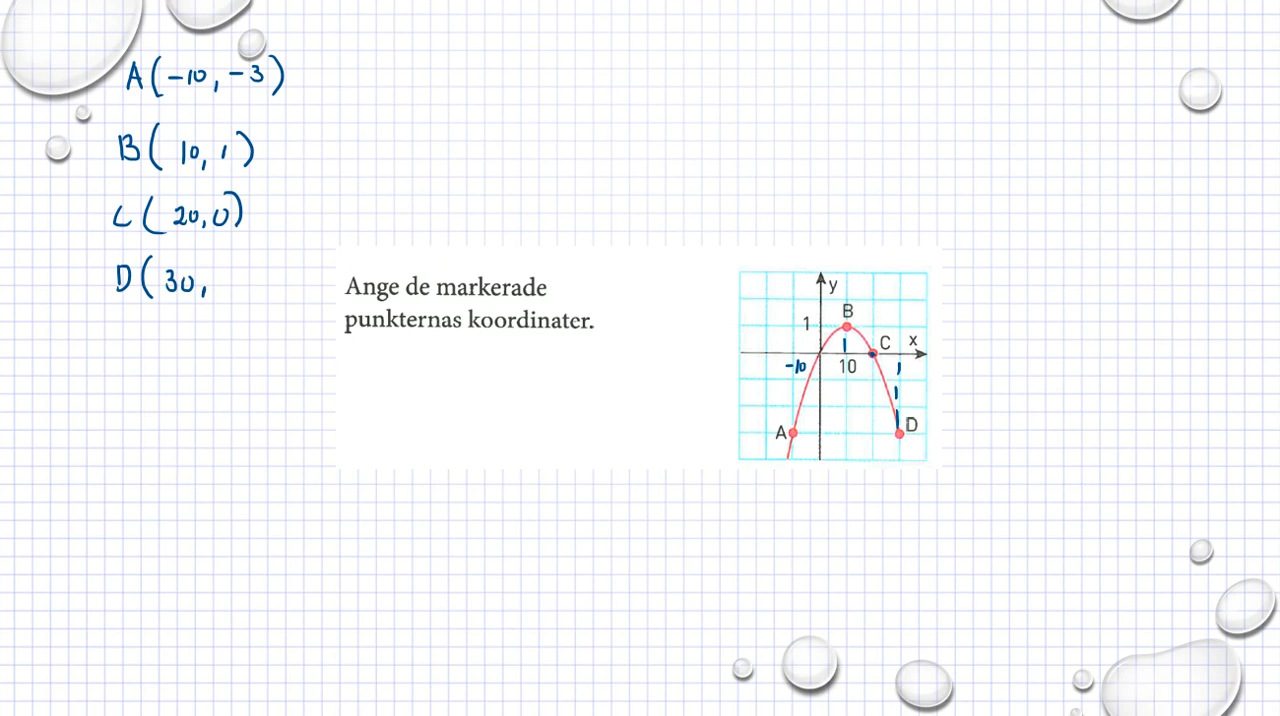 A(-10, -3)
B( 10, 1)
C( 20, 0)
D( 30,
Ange de markerade
punkternas koordinater.
y
B
1
C x
-10 10
A D